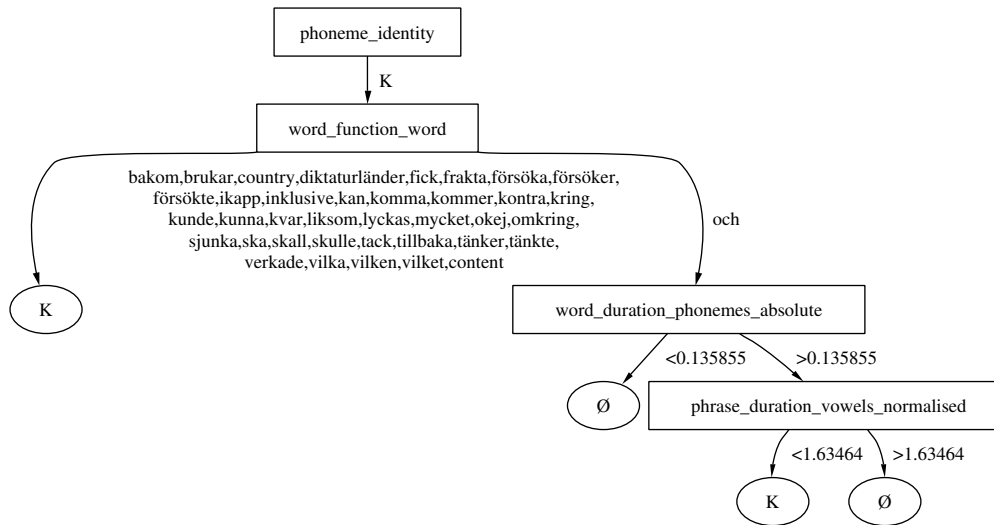 phoneme_identity
K
word_function_word
bakom,brukar,country,diktaturländer,fick,frakta,försöka,försöker,
försökte,ikapp,inklusive,kan,komma,kommer,kontra,kring,
kunde,kunna,kvar,liksom,lyckas,mycket,okej,omkring,
sjunka,ska,skall,skulle,tack,tillbaka,tänker,tänkte,
verkade,vilka,vilken,vilket,content
och
K
word_duration_phonemes_absolute
<0.135855
>0.135855
Ø
phrase_duration_vowels_normalised
<1.63464
>1.63464
K
Ø